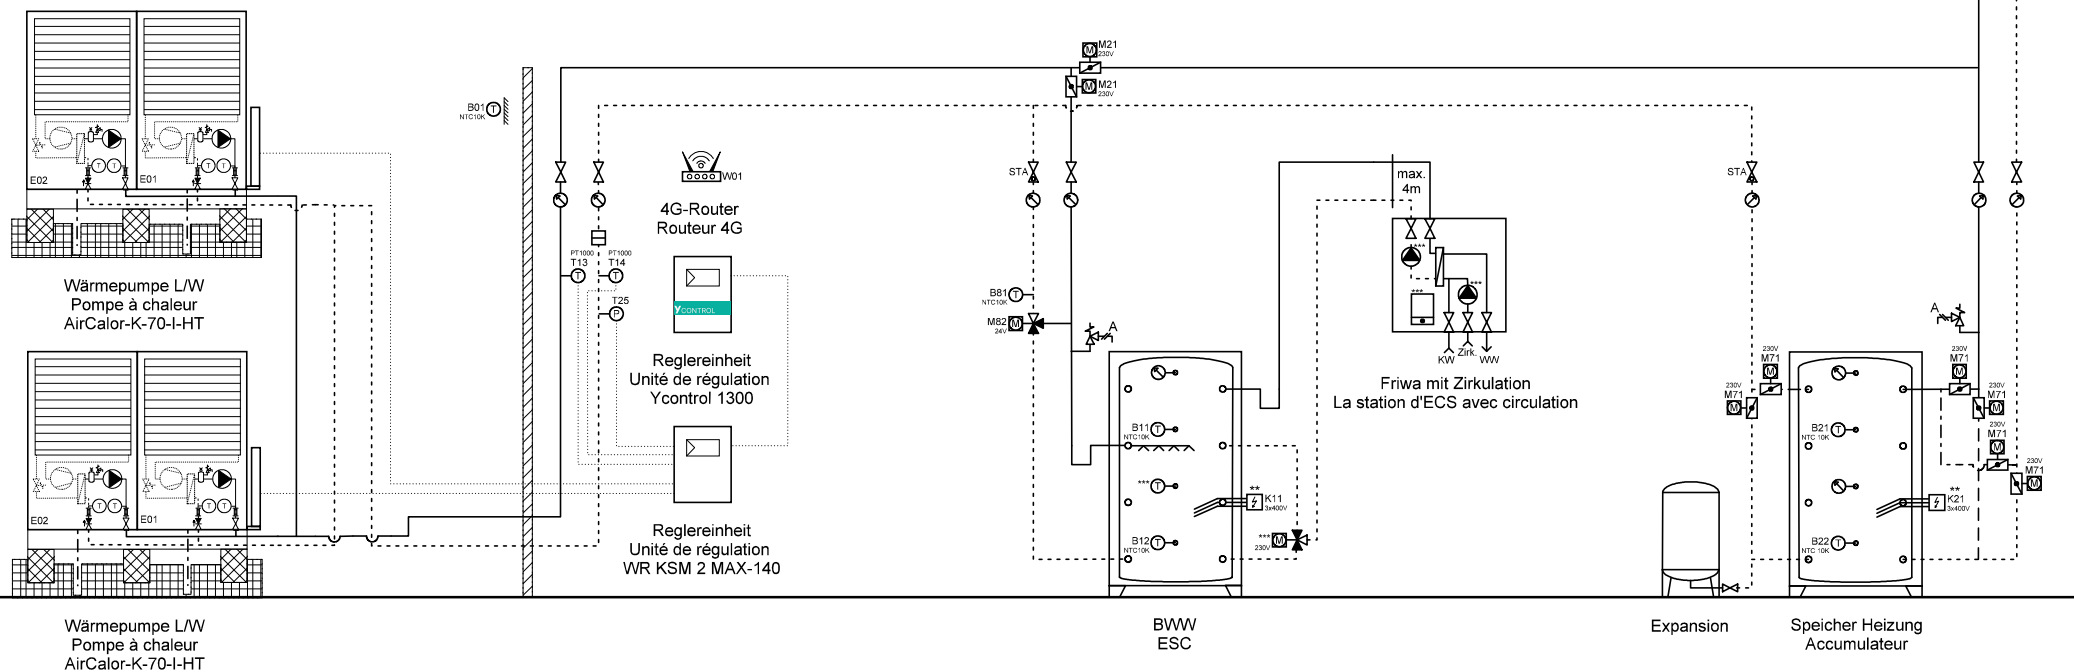 E02
E01
T
T
T
T
Wärmepumpe L/W
Pompe à chaleur
AirCalor-K-70-I-HT
E02
E01
T
T
T
T
Wärmepumpe L/W
Pompe à chaleur
AirCalor-K-70-I-HT
B01
T
NTC10K
W01
4G-Router
Routeur 4G
PT1000
T13
T
PT1000
T14
T
T25
P
YCONTROL
Reglereinheit
Unité de régulation
Ycontrol 1300
Reglereinheit
Unité de régulation
WR KSM 2 MAX-140
M
M21
230V
M
M21
230V
STA
B81
T
NTC10K
M82
M
24V
A
B11
T
NTC10K
***
T
B12
T
NTC10K
**
K11
3x400V
***
M
230V
BWW
ESC
max.
4m
***
***
***
KW
Zirk.
WW
Friwa mit Zirkulation
La station d'ECS avec circulation
STA
230V
M71
M
230V
M71
M
Expansion
A
230V
M71
M
230V
M71
M
230V
M71
M
230V
M71
M
B21
T
NTC 10K
B22
T
NTC 10K
**
K21
3x400V
Speicher Heizung
Accumulateur